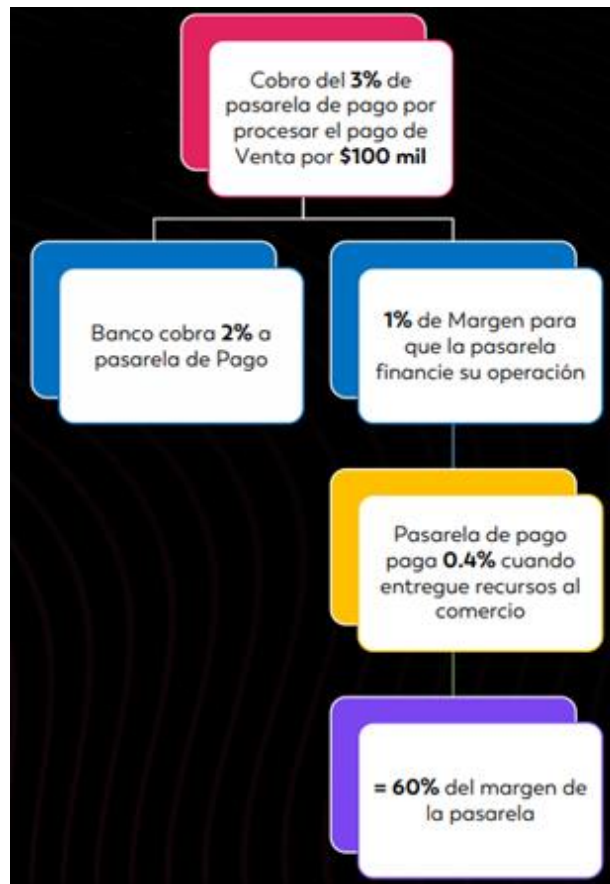 Cobro del 3% de
pasarela de pago por
procesar el pago de
Venta por $100 mil
Banco cobra 2% a
pasarela de Pago
1% de Margen para
que la pasarela
financie su operación
Pasarela de pago
paga 0.4% cuando
entregue recursos al
comercio
= 60% del margen de
la pasarela